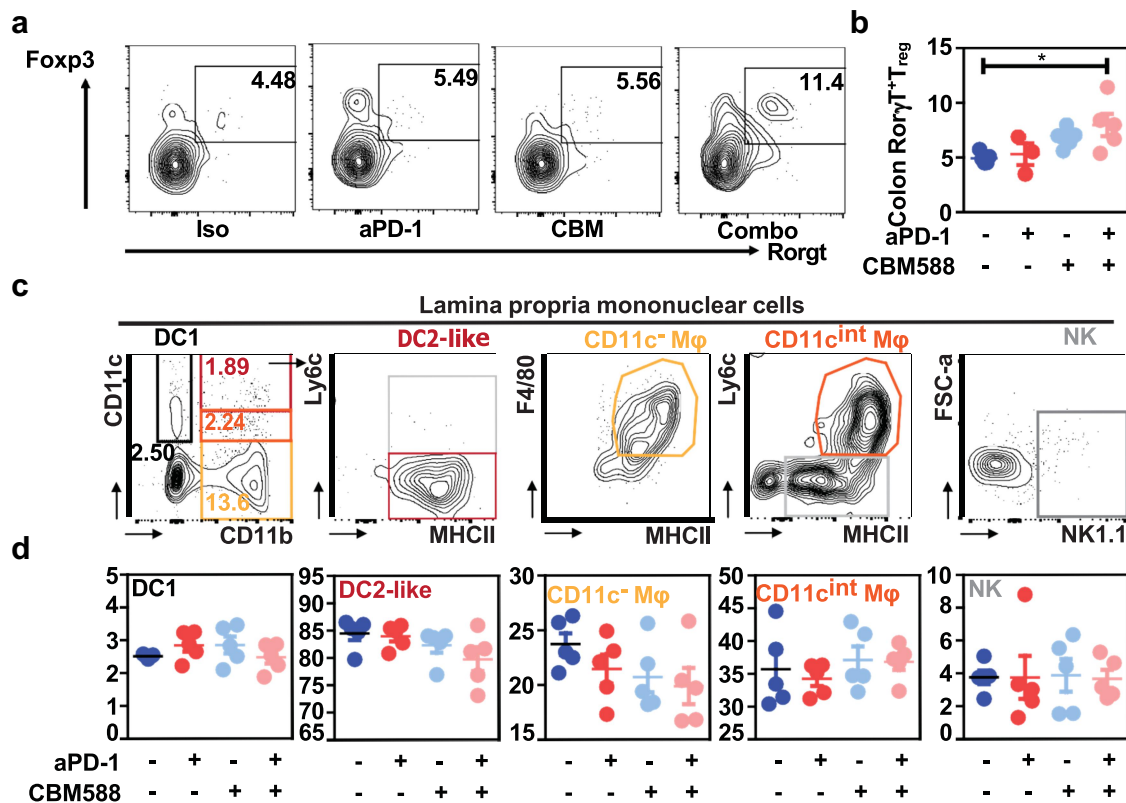 a
Foxp3
4.48
5.49
5.56
11.4
Iso
aPD-1
CBM
Combo
Rorgt
b
Colon RorγT+Treg
15
10
5
0
*
aPD-1 - + - +
CBM588 - - + +
c
Lamina propria mononuclear cells
DC1
DC2-like
CD11c- Mφ
CD11cint Mφ
NK
CD11c
1.89
2.24
2.50
13.6
CD11b
Ly6c
MHCII
F4/80
MHCII
Ly6c
MHCII
FSC-a
NK1.1
d
DC1
5
4
3
2
1
0
DC2-like
95
90
85
80
75
70
65
CD11c- Mφ
30
25
20
15
CD11cint Mφ
50
45
40
35
30
25
NK
10
8
6
4
2
0
aPD-1 - + - + - + - + - + - + - + - + - + - +
CBM588 - - + + - - + + - - + + - - + + - - + +